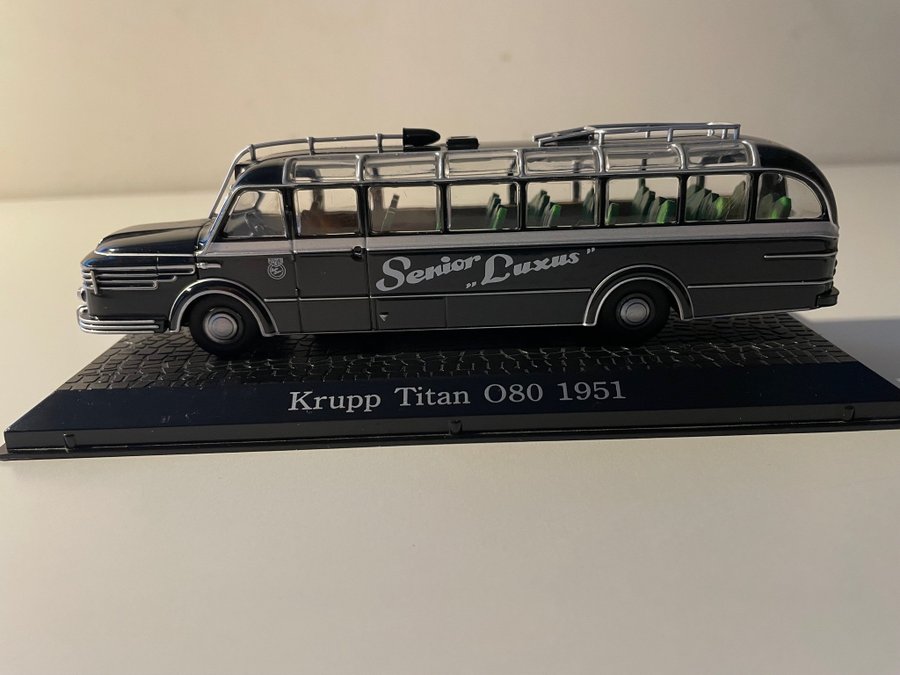 Senior
„Luxus”
Krupp Titan O80 1951